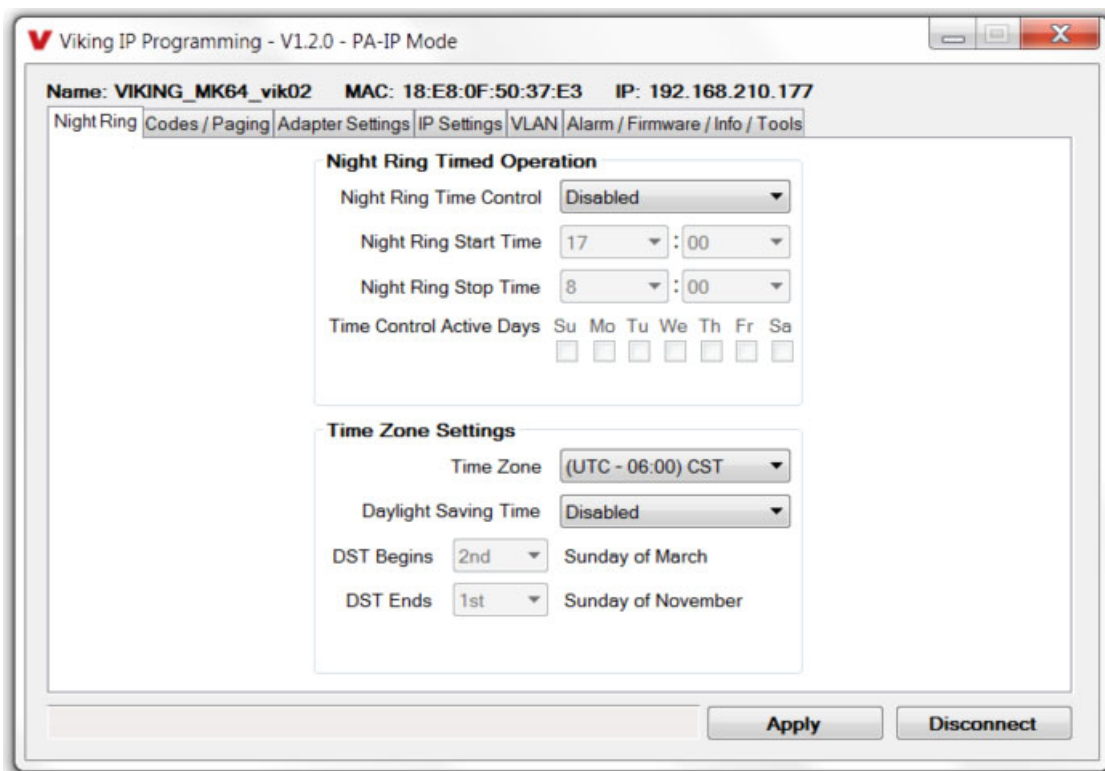 Viking IP Programming - V1.2.0 - PA-IP Mode
Name: VIKING_MK64_vik02 MAC: 18:E8:0F:50:37:E3 IP: 192.168.210.177
Night Ring Codes / Paging Adapter Settings IP Settings VLAN Alarm / Firmware / Info / Tools
Night Ring Timed Operation
Night Ring Time Control Disabled
Night Ring Start Time 17 : 00
Night Ring Stop Time 8 : 00
Time Control Active Days Su Mo Tu We Th Fr Sa
Time Zone Settings
Time Zone (UTC - 06:00) CST
Daylight Saving Time Disabled
DST Begins 2nd Sunday of March
DST Ends 1st Sunday of November
Apply Disconnect